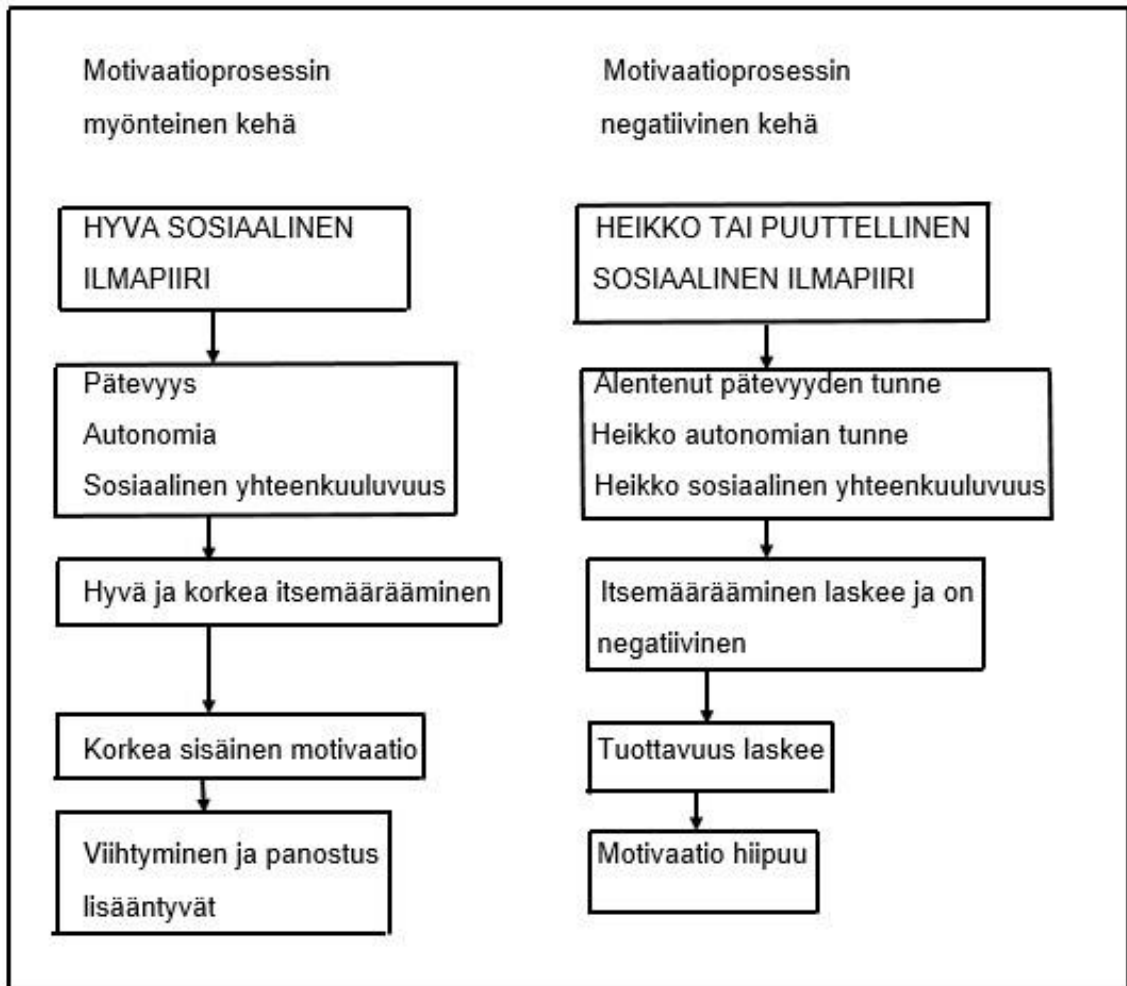 Motivaatioprosessin
myönteinen kehä
HYVA SOSIAALINEN
ILMAPIIRI
Pätevyys
Autonomia
Sosiaalinen yhteenkuuluvuus
Hyvä ja korkea itsemäärääminen
Korkea sisäinen motivaatio
Viihtyminen ja panostus
lisääntyvät
Motivaatioprosessin
negatiivinen kehä
HEIKKO TAI PUUTTELLINEN
SOSIAALINEN ILMAPIIRI
Alentenut pätevyyden tunne
Heikko autonomian tunne
Heikko sosiaalinen yhteenkuuluvuus
Itsemäärääminen laskee ja on
negatiivinen
Tuottavuus laskee
Motivaatio hiipuu